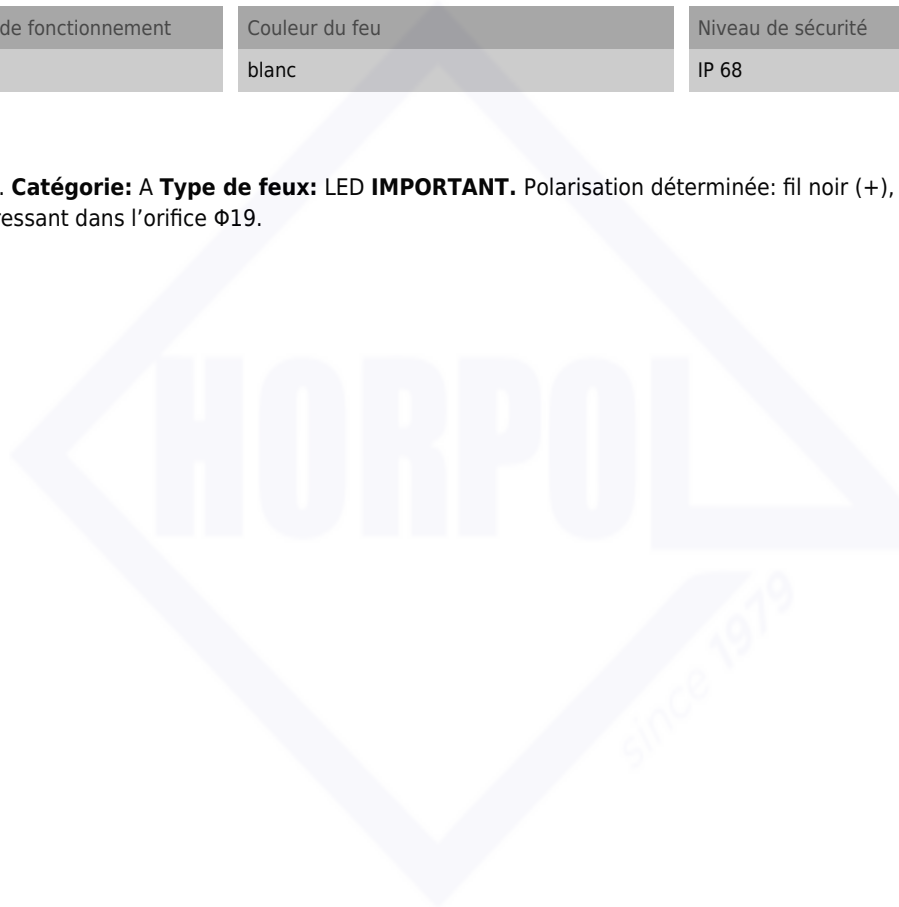 de fonctionnement Couleur du feu Niveau de sécurité
blanc IP 68
. Catégorie: A Type de feux: LED IMPORTANT. Polarisation déterminée: fil noir (+),
ressant dans l’orifice Φ19.
HORPOL
since 1979